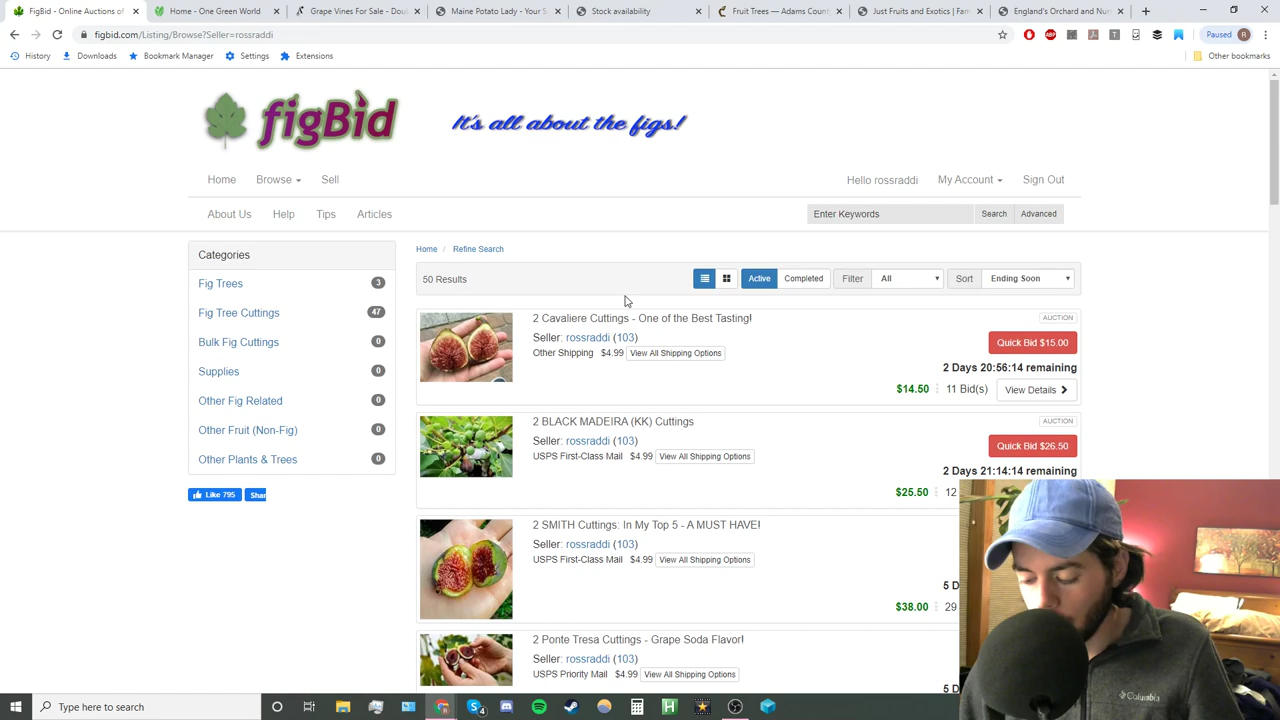 FigBid - Online Auctions of
Home - One Green World
Grape Vines For Sale - Doub
Maine Potato Lady - Your S
Stock availability
Fruit Trees — Adams County
Just Fruits and Exotics | Fam
England's Orchard and Nur
figbid.com/Listing/Browse?Seller=rossraddi
Paused R
History Downloads Bookmark Manager Settings Extensions Other bookmarks
figBid It's all about the figs!
Home Browse Sell Hello rossraddi My Account Sign Out
About Us Help Tips Articles Enter Keywords Search Advanced
Categories
Fig Trees 3
Fig Tree Cuttings 47
Bulk Fig Cuttings 0
Supplies 0
Other Fig Related 0
Other Fruit (Non-Fig) 0
Other Plants & Trees 0
Like 795 Shar
Home / Refine Search
50 Results Active Completed Filter All Sort Ending Soon
2 Cavaliere Cuttings - One of the Best Tasting! AUCTION
Seller: rossraddi (103) Quick Bid $15.00
Other Shipping $4.99 View All Shipping Options
2 Days 20:56:14 remaining
$14.50 11 Bid(s) View Details
2 BLACK MADEIRA (KK) Cuttings AUCTION
Seller: rossraddi (103) Quick Bid $26.50
USPS First-Class Mail $4.99 View All Shipping Options
2 Days 21:14:14 remaining
$25.50 12
2 SMITH Cuttings: In My Top 5 - A MUST HAVE!
Seller: rossraddi (103)
USPS First-Class Mail $4.99 View All Shipping Options
5 D
$38.00 29
2 Ponte Tresa Cuttings - Grape Soda Flavor!
Seller: rossraddi (103)
USPS Priority Mail $4.99 View All Shipping Options
5 D
Columbia
Type here to search